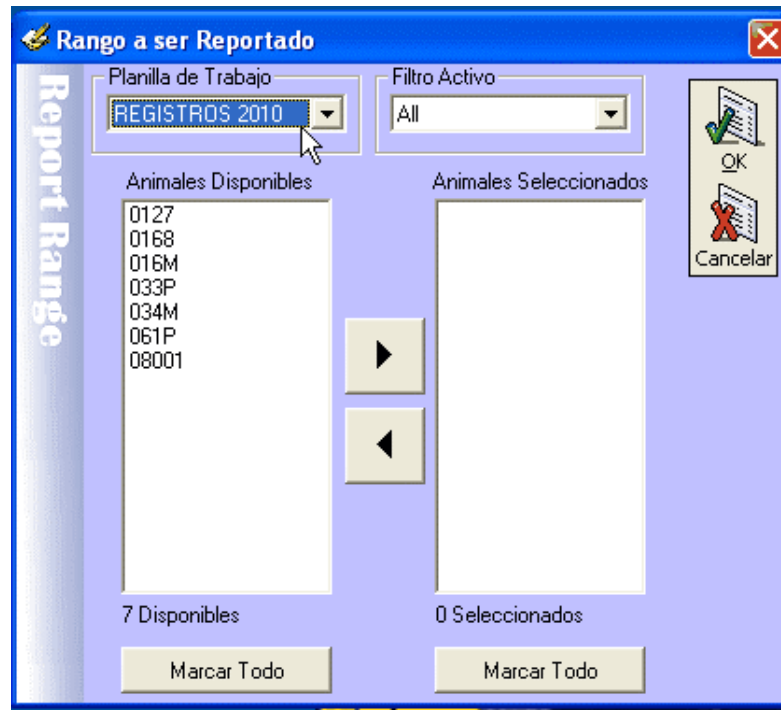 Rango a ser Reportado
Report Range
Planilla de Trabajo
REGISTROS 2010
Filtro Activo
All
OK
Cancelar
Animales Disponibles
0127
0168
016M
033P
034M
061P
08001
7 Disponibles
Marcar Todo
Animales Seleccionados
0 Seleccionados
Marcar Todo